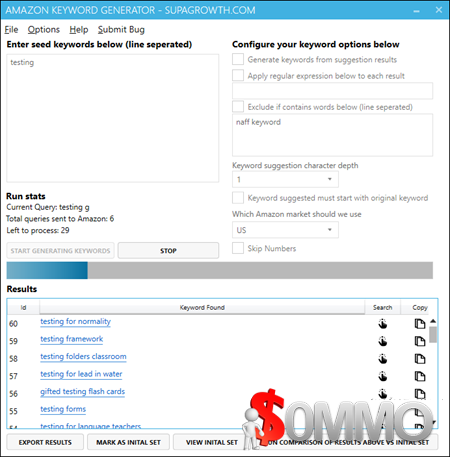 AMAZON KEYWORD GENERATOR - SUPAGROWTH.COM
File Options Help Submit Bug
Enter seed keywords below (line seperated)
testing
Configure your keyword options below
Generate keywords from suggestion results
Apply regular expression below to each result
Exclude if contains words below (line seperated)
naff keyword
Keyword suggestion character depth
1
Keyword suggested must start with original keyword
Which Amazon market should we use
US
Skip Numbers
Run stats
Current Query: testing g
Total queries sent to Amazon: 6
Left to process: 29
START GENERATING KEYWORDS STOP
Results
Id Keyword Found Search Copy
60 testing for normality
59 testing framework
58 testing folders classroom
57 testing for lead in water
56 gifted testing flash cards
55 testing forms
54 testing for language teachers
$OMMO
EXPORT RESULTS MARK AS INITAL SET VIEW INITAL SET UN COMPARISON OF RESULTS ABOVE VS INITAL SET